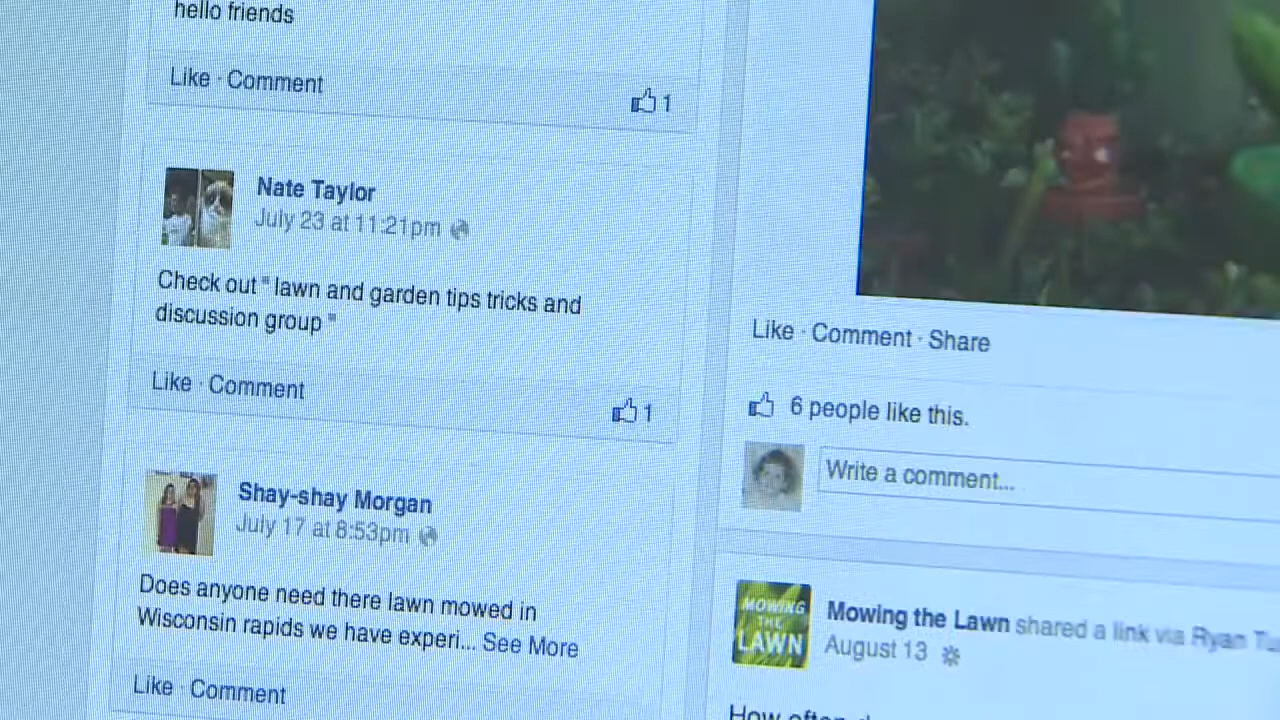 hello friends
Like · Comment
1
Nate Taylor
July 23 at 11:21pm
Check out " lawn and garden tips tricks and
discussion group "
Like · Comment
1
Shay-shay Morgan
July 17 at 8:53pm
Does anyone need there lawn mowed in
Wisconsin rapids we have experi... See More
Like · Comment
Like · Comment · Share
6 people like this.
Write a comment...
MOWING
THE
LAWN
Mowing the Lawn shared a link via Ryan
August 13
How often